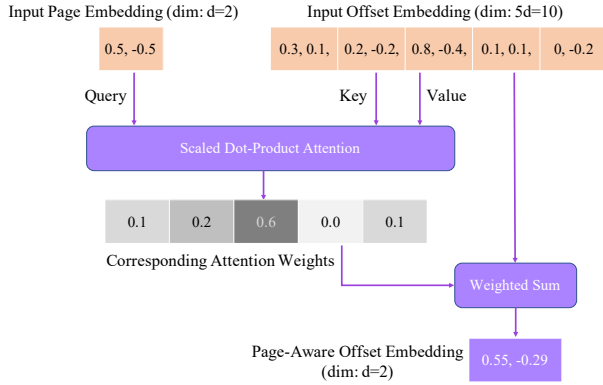 Input Page Embedding (dim: d=2)
Input Offset Embedding (dim: 5d=10)
0.5, -0.5
0.3, 0.1,
0.2, -0.2,
0.8, -0.4,
0.1, 0.1,
0, -0.2
Query
Key
Value
Scaled Dot-Product Attention
0.1
0.2
0.6
0.0
0.1
Corresponding Attention Weights
Weighted Sum
Page-Aware Offset Embedding
(dim: d=2)
0.55, -0.29